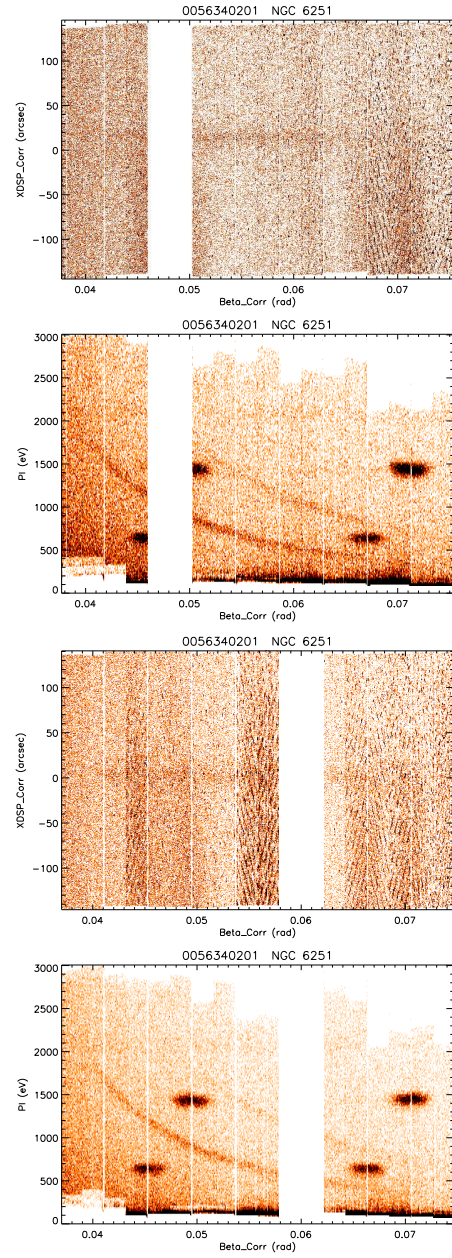 0056340201 NGC 6251
100
50
0
−50
−100
XDSP_Corr (arcsec)
0.04 0.05 0.06 0.07
Beta_Corr (rad)
0056340201 NGC 6251
3000
2500
2000
1500
1000
500
0
PI (eV)
0.04 0.05 0.06 0.07
Beta_Corr (rad)
0056340201 NGC 6251
100
50
0
−50
−100
XDSP_Corr (arcsec)
0.04 0.05 0.06 0.07
Beta_Corr (rad)
0056340201 NGC 6251
3000
2500
2000
1500
1000
500
0
PI (eV)
0.04 0.05 0.06 0.07
Beta_Corr (rad)